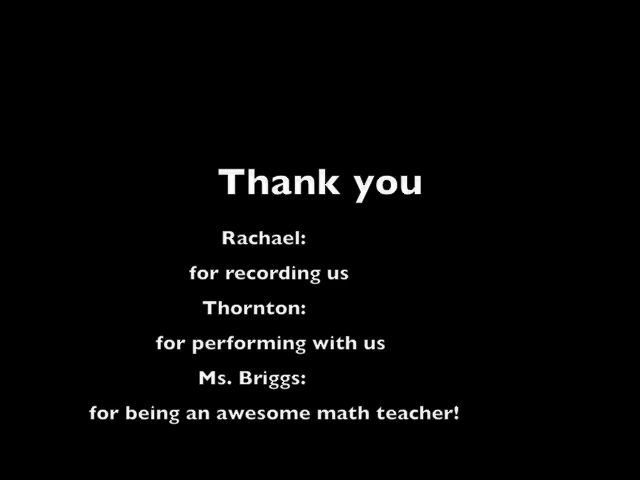 Thank you
Rachael:
for recording us
Thornton:
for performing with us
Ms. Briggs:
for being an awesome math teacher!